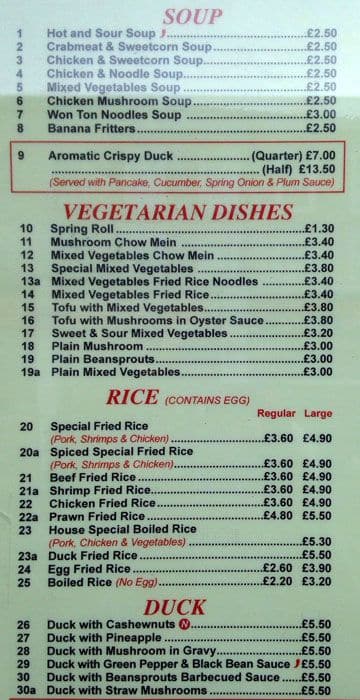 SOUP
1 Hot and Sour Soup £2.50
2 Crabmeat & Sweetcorn Soup £2.50
3 Chicken & Sweetcorn Soup £2.50
4 Chicken & Noodle Soup £2.50
5 Mixed Vegetables Soup £2.50
6 Chicken Mushroom Soup £2.50
7 Won Ton Noodles Soup £3.00
8 Banana Fritters £2.50
9 Aromatic Crispy Duck (Quarter) £7.00
(Half) £13.50
(Served with Pancake, Cucumber, Spring Onion & Plum Sauce)
VEGETARIAN DISHES
10 Spring Roll £1.30
11 Mushroom Chow Mein £3.40
12 Mixed Vegetables Chow Mein £3.40
13 Special Mixed Vegetables £3.80
13a Mixed Vegetables Fried Rice Noodles £3.40
14 Mixed Vegetables Fried Rice £3.40
15 Tofu with Mixed Vegetables £3.80
16 Tofu with Mushrooms in Oyster Sauce £3.80
17 Sweet & Sour Mixed Vegetables £3.20
18 Plain Mushroom £3.00
19 Plain Beansprouts £3.00
19a Plain Mixed Vegetables £3.00
RICE (CONTAINS EGG)
Regular Large
20 Special Fried Rice
(Pork, Shrimps & Chicken) £3.60 £4.90
20a Spiced Special Fried Rice
(Pork, Shrimps & Chicken) £3.60 £4.90
21 Beef Fried Rice £3.60 £4.90
21a Shrimp Fried Rice £3.60 £4.90
22 Chicken Fried Rice £3.60 £4.90
22a Prawn Fried Rice £4.80 £5.50
23 House Special Boiled Rice
(Pork, Chicken & Vegetables) £5.30
23a Duck Fried Rice £5.50
24 Egg Fried Rice £2.60 £3.90
25 Boiled Rice (No Egg) £2.20 £3.20
DUCK
26 Duck with Cashewnuts N £5.50
27 Duck with Pineapple £5.50
28 Duck with Mushroom in Gravy £5.50
29 Duck with Green Pepper & Black Bean Sauce £5.50
30 Duck with Beansprouts Barbecued Sauce £5.50
30a Duck with Straw Mushrooms £5.50